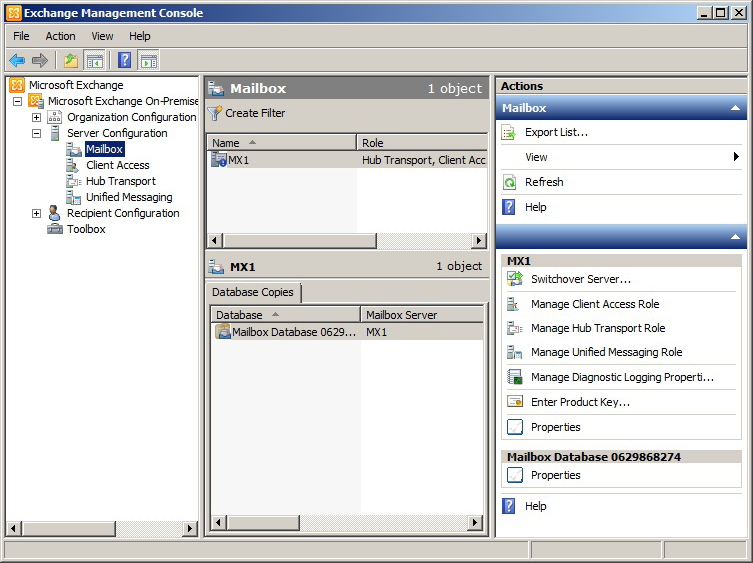 Exchange Management Console
File Action View Help
Microsoft Exchange
Microsoft Exchange On-Premise
Organization Configuration
Server Configuration
Mailbox
Client Access
Hub Transport
Unified Messaging
Recipient Configuration
Toolbox
Mailbox 1 object
Create Filter
Name Role
MX1 Hub Transport, Client Acc
MX1 1 object
Database Copies
Database Mailbox Server
Mailbox Database 0629... MX1
Actions
Mailbox
Export List...
View
Refresh
Help
MX1
Switchover Server...
Manage Client Access Role
Manage Hub Transport Role
Manage Unified Messaging Role
Manage Diagnostic Logging Properti...
Enter Product Key...
Properties
Mailbox Database 0629868274
Properties
Help